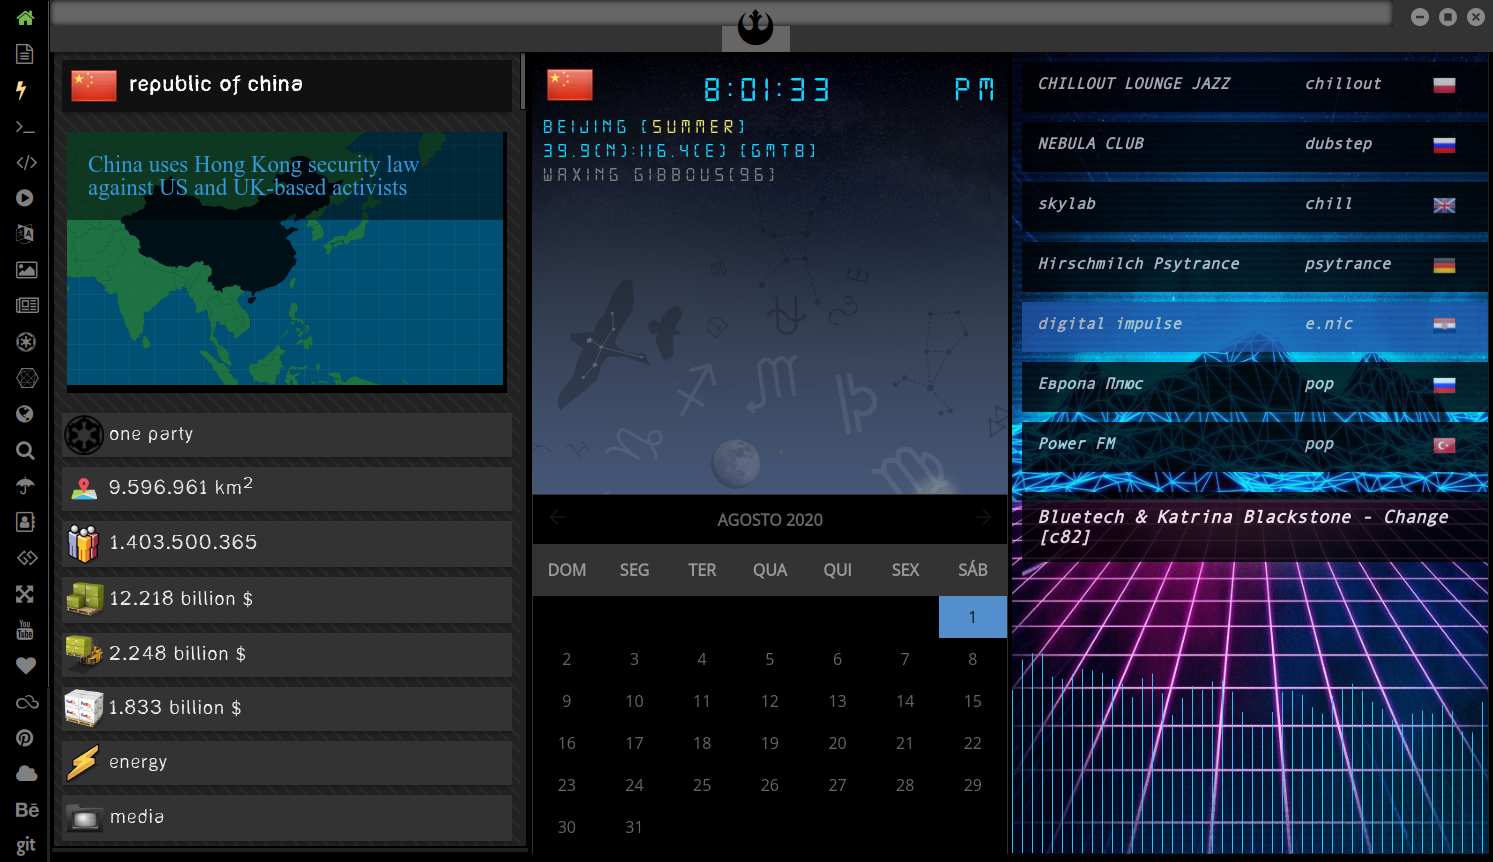 republic of china
China uses Hong Kong security law
against US and UK-based activists
one party
9.596.961 km2
1.403.500.365
12.218 billion $
2.248 billion $
1.833 billion $
energy
media
You
Tube
Bē
git
8:01:33 PM
BEIJING [SUMMER]
39.9(N):116.4(E) [GMT8]
WAXING GIBBOUS[96]
AGOSTO 2020
DOM SEG TER QUA QUI SEX SÁB
1
2 3 4 5 6 7 8
9 10 11 12 13 14 15
16 17 18 19 20 21 22
23 24 25 26 27 28 29
30 31
CHILLOUT LOUNGE JAZZ chillout
NEBULA CLUB dubstep
skylab chill
Hirschmilch Psytrance psytrance
digital impulse e.nic
Европа Плюс pop
Power FM pop
Bluetech & Katrina Blackstone - Change
[c82]